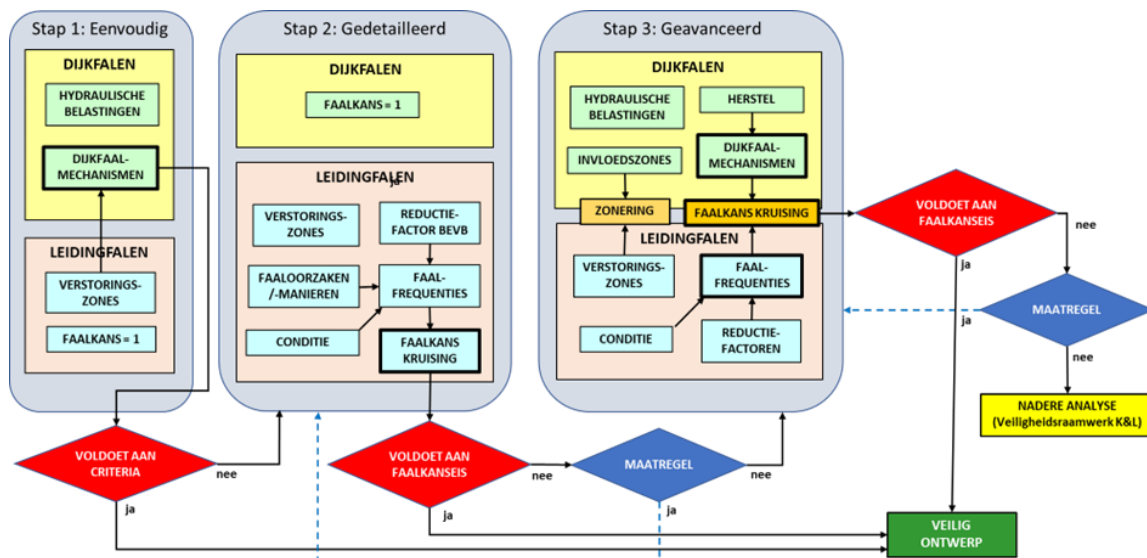 Stap 1: Eenvoudig
DIJKFALEN
HYDRAULISCHE
BELASTINGEN
DIJKFAAL-
MECHANISMEN
LEIDINGFALEN
VERSTORINGS-
ZONES
FAALKANS = 1
VOLDOET AAN
CRITERIA
nee
ja
Stap 2: Gedetailleerd
DIJKFALEN
FAALKANS = 1
LEIDINGFALEN
ja
VERSTORINGS-
ZONES
REDUCTIE-
FACTOR BEVB
FAALOORZAKEN
/-MANIEREN
FAAL-
FREQUENTIES
CONDITIE
FAALKANS
KRUISING
VOLDOET AAN
FAALKANSEIS
nee
ja
MAATREGEL
ja
Stap 3: Geavanceerd
DIJKFALEN
HYDRAULISCHE
BELASTINGEN
HERSTEL
INVLOEDSZONES
DIJKFAAL-
MECHANISMEN
ZONERING
FAALKANS KRUISING
LEIDINGFALEN
VERSTORINGS-
ZONES
FAAL-
FREQUENTIES
CONDITIE
REDUCTIE-
FACTOREN
nee
VOLDOET AAN
FAALKANSEIS
nee
ja
MAATREGEL
ja
nee
NADERE ANALYSE
(Veiligheidsraamwerk K&L)
VEILIG
ONTWERP